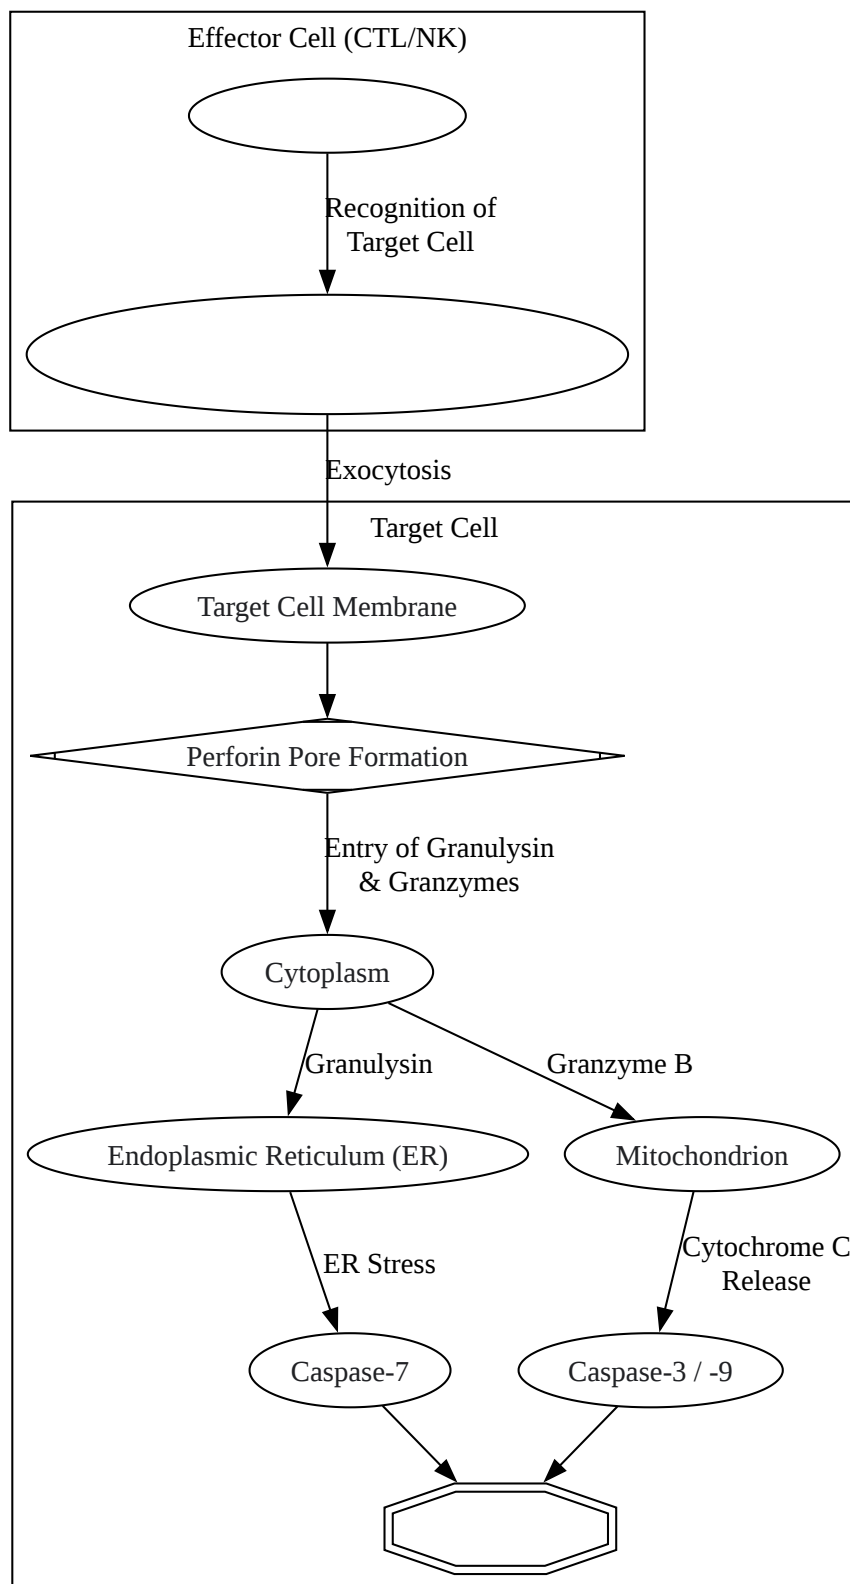 Effector Cell (CTL/NK)
Recognition of
Target Cell
Exocytosis
Target Cell
Target Cell Membrane
Perforin Pore Formation
Entry of Granulysin
& Granzymes
Cytoplasm
Granulysin
Granzyme B
Endoplasmic Reticulum (ER)
Mitochondrion
ER Stress
Cytochrome C
Release
Caspase-7
Caspase-3 / -9